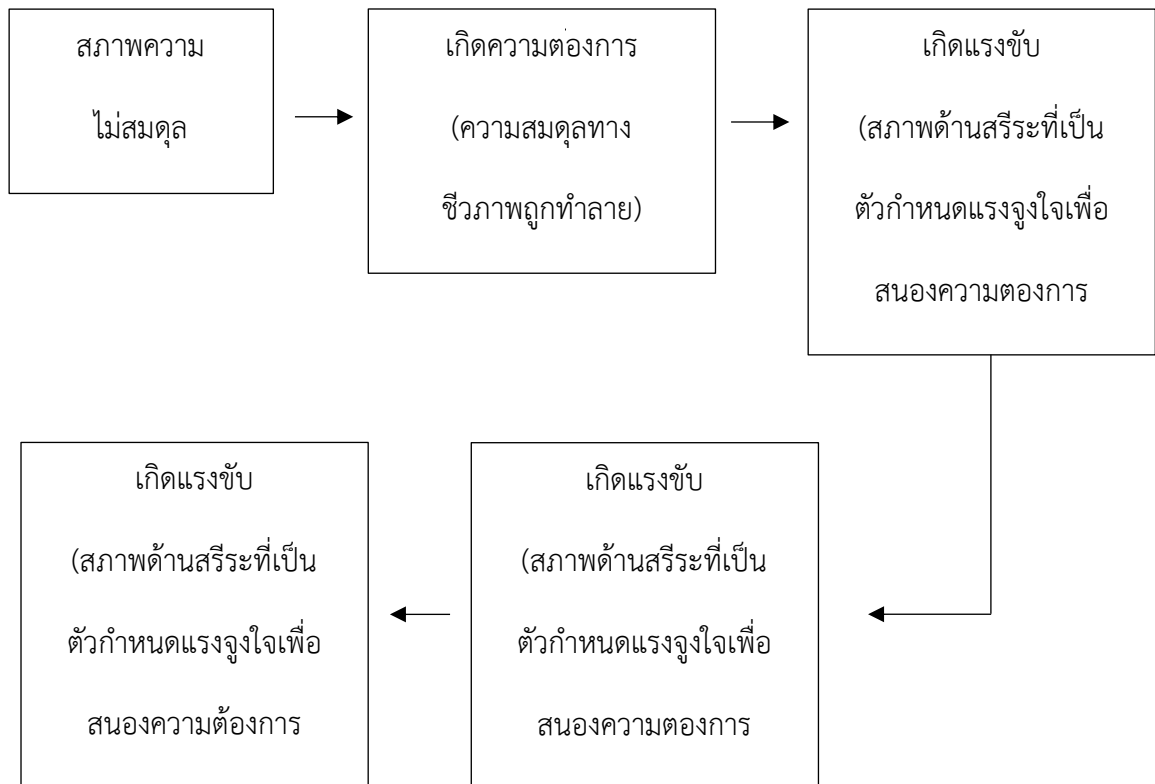 สภาพความ
ไม่สมดุล
เกิดความตองการ
(ความสมดุลทาง
ชีวภาพถูกทำลาย)
เกิดแรงขับ
(สภาพด้านสรีระที่เป็น
ตัวกำหนดแรงจูงใจเพื่อ
สนองความตองการ
เกิดแรงขับ
(สภาพด้านสรีระที่เป็น
ตัวกำหนดแรงจูงใจเพื่อ
สนองความต้องการ
เกิดแรงขับ
(สภาพด้านสรีระที่เป็น
ตัวกำหนดแรงจูงใจเพื่อ
สนองความตองการ